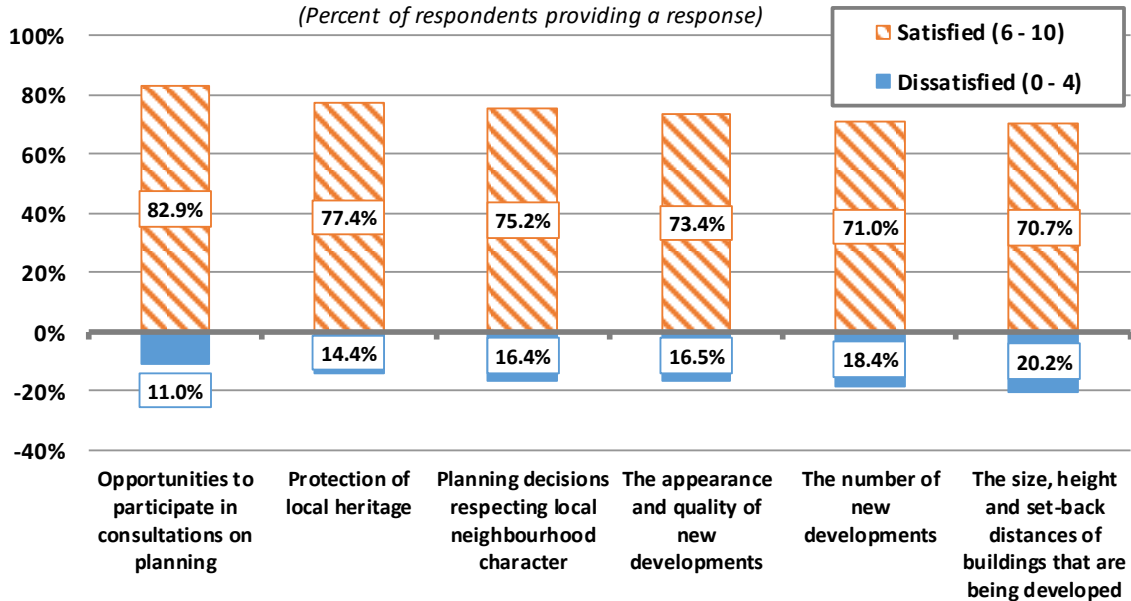 (Percent of respondents providing a response)
Satisfied (6 - 10)
Dissatisfied (0 - 4)
100%
80%
60%
40%
20%
0%
-20%
-40%
82.9%
77.4%
75.2%
73.4%
71.0%
70.7%
11.0%
14.4%
16.4%
16.5%
18.4%
20.2%
Opportunities to
participate in
consultations on
planning
Protection of
local heritage
Planning decisions
respecting local
neighbourhood
character
The appearance
and quality of
new
developments
The number of
new
developments
The size, height
and set-back
distances of
buildings that are
being developed